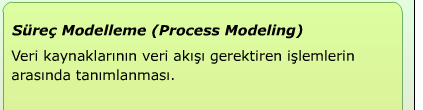 Süreç Modelleme (Process Modeling)
Veri kaynaklarının veri akışı gerektiren işlemlerin
arasında tanımlanması.